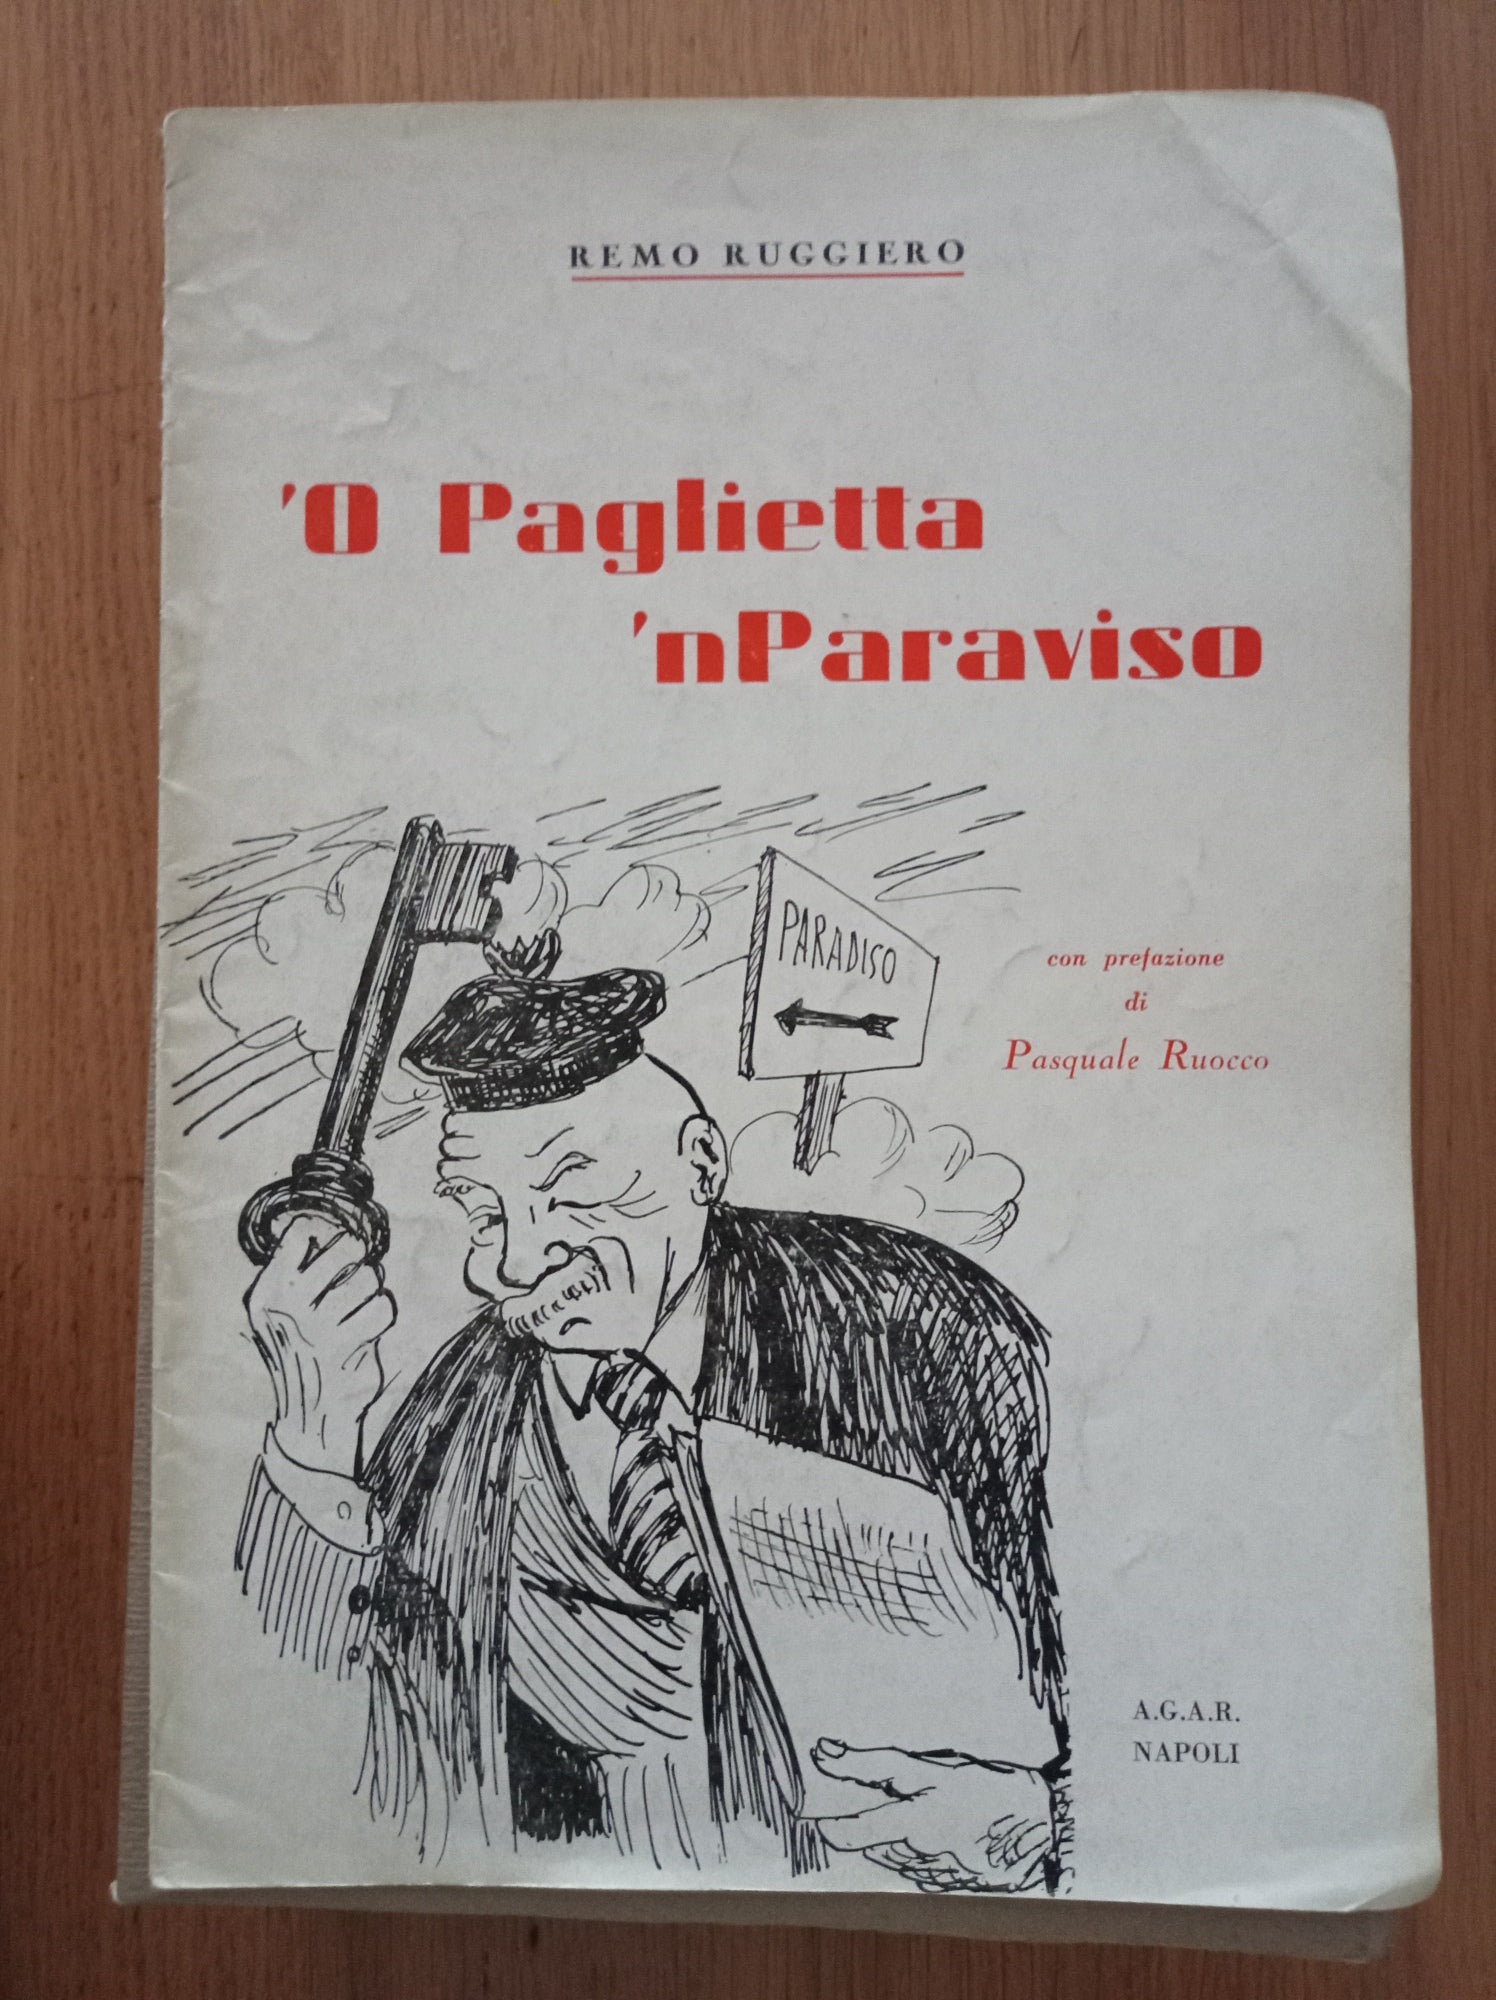 REMO RUGGIERO
'O Paglietta
'nParaviso
PARADISO
con prefazione
di
Pasquale Ruocco
A.G.A.R.
NAPOLI